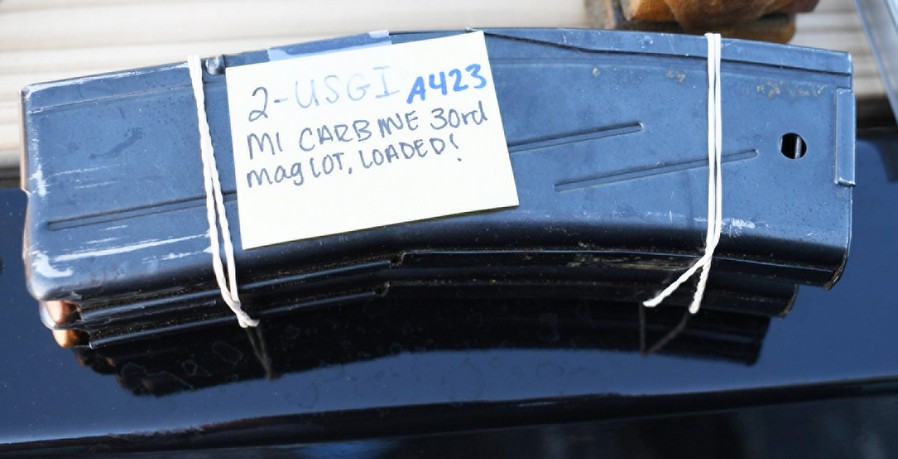 2-USGI A423
M1 CARBINE 30rd
mag LOT, LOADED!